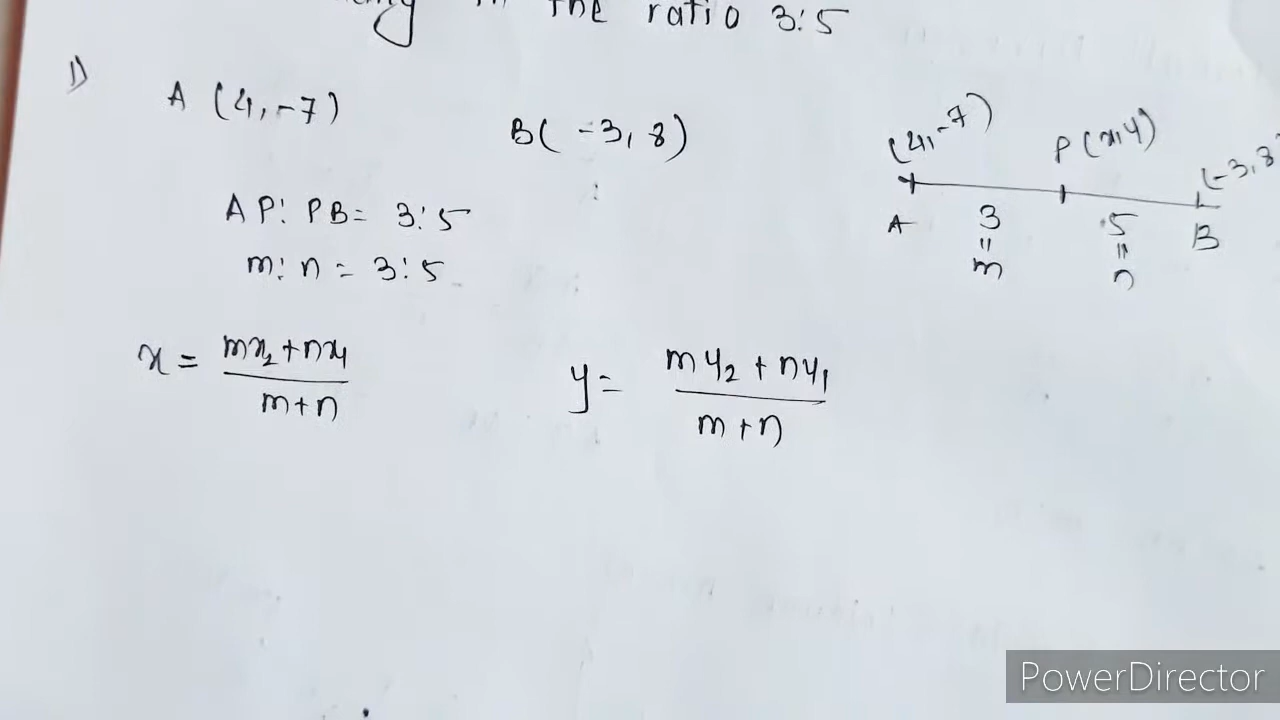 the ratio 3:5
1)
A (4,-7)
B( -3, 8)
AP: PB= 3:5
m: n = 3:5
x = mx₂+nx₁ / m+n
y = my₂ + ny₁ / m+n
(4,-7)
P (x,y)
(-3,8
A 3 5 B
= =
m n
PowerDirector